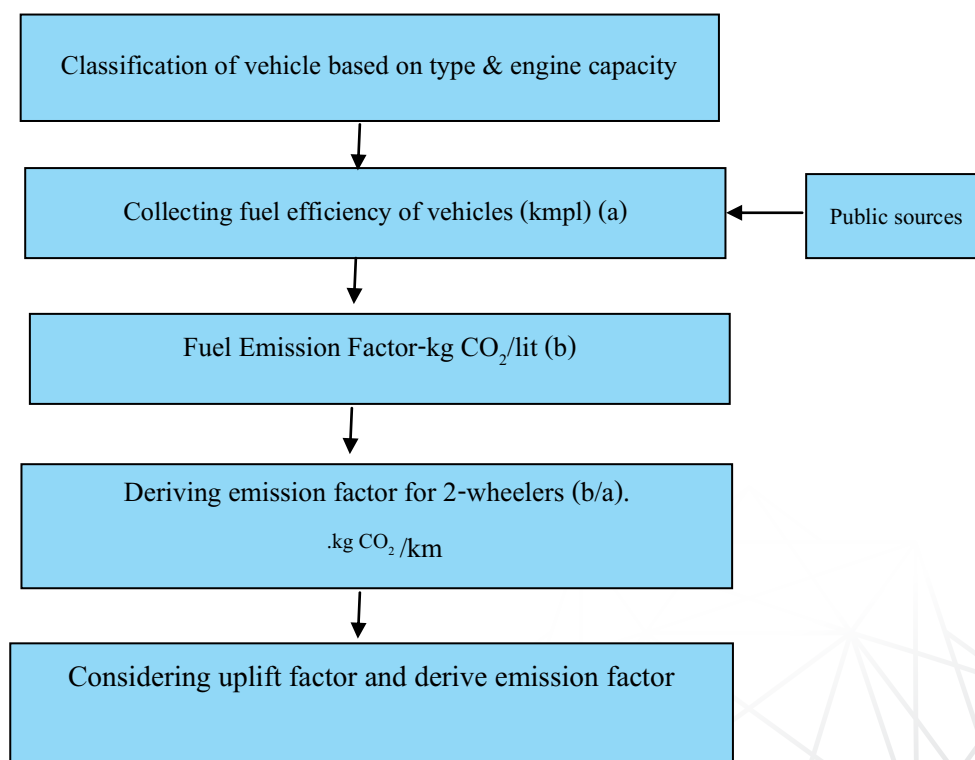 Classification of vehicle based on type & engine capacity
Collecting fuel efficiency of vehicles (kmpl) (a)
Public sources
Fuel Emission Factor-kg CO₂/lit (b)
Deriving emission factor for 2-wheelers (b/a).
.kg CO₂ /km
Considering uplift factor and derive emission factor